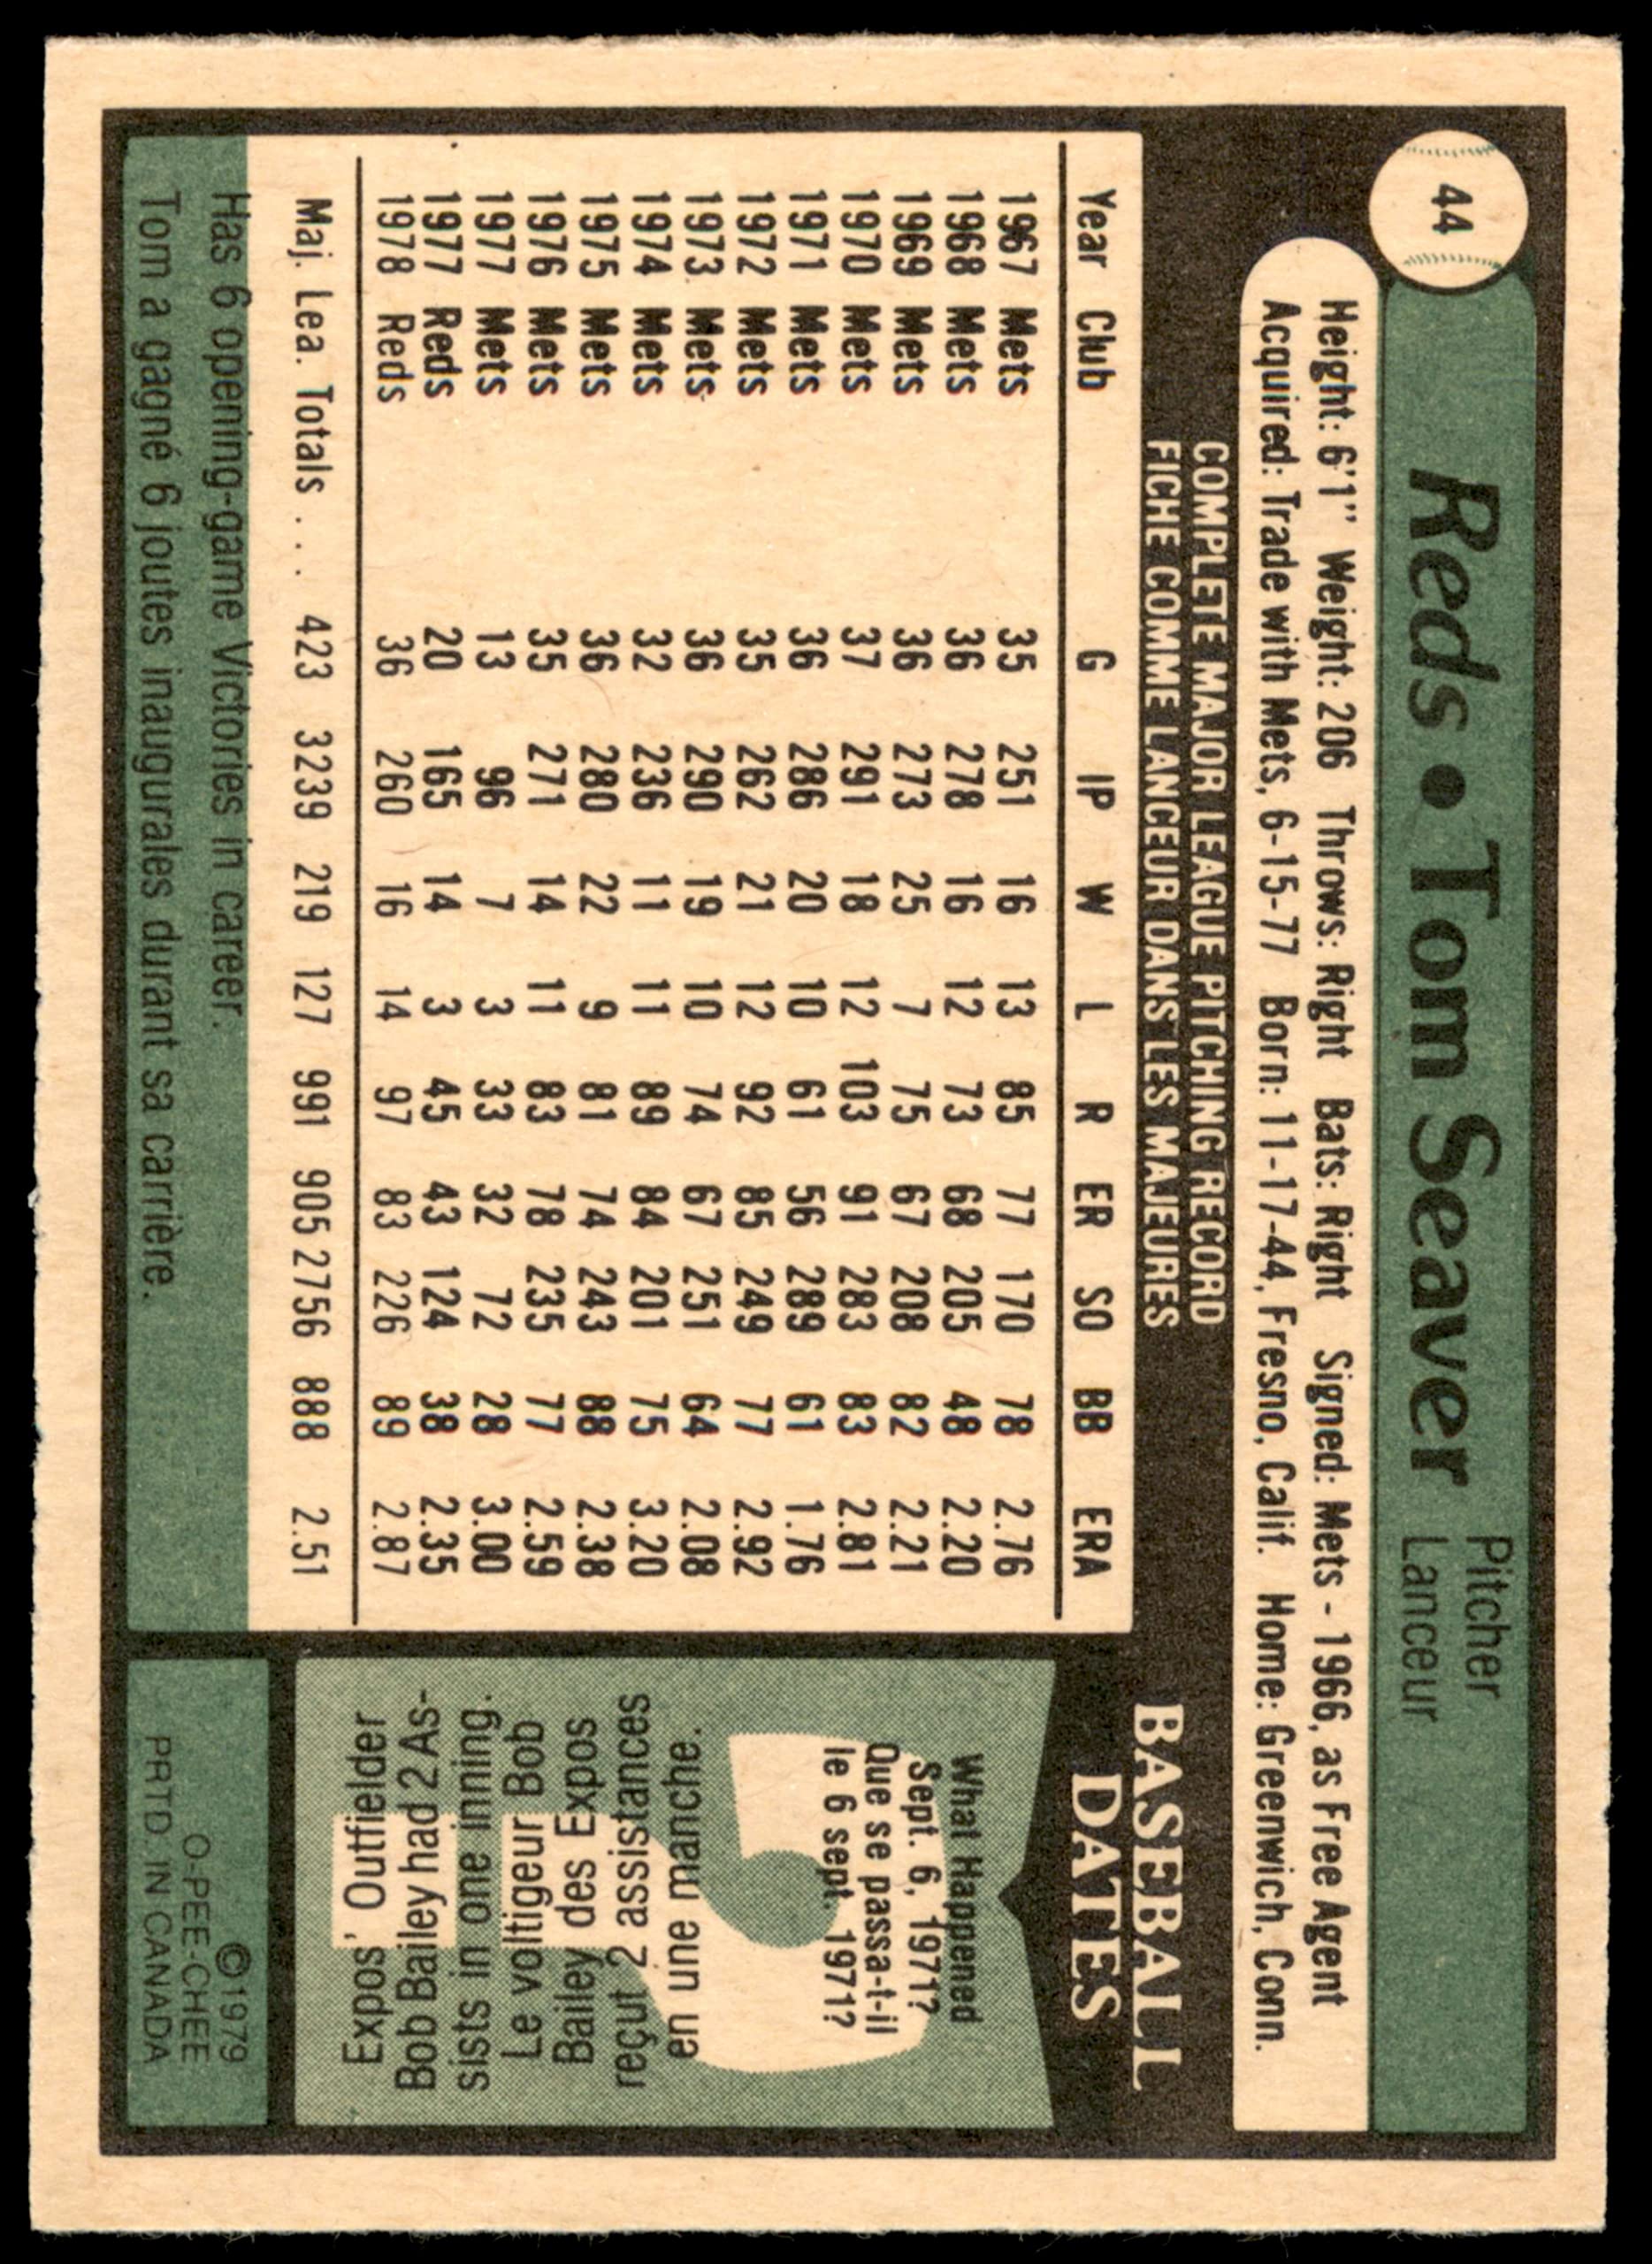 44
Reds • Tom Seaver
Pitcher
Lanceur
Height: 6'1" Weight: 206 Throws: Right Bats: Right Signed: Mets - 1966, as Free Agent
Acquired: Trade with Mets, 6-15-77 Born: 11-17-44, Fresno, Calif. Home: Greenwich, Conn.
COMPLETE MAJOR LEAGUE PITCHING RECORD
FICHE COMME LANCEUR DANS LES MAJEURES
Year Club G IP W L R ER SO BB ERA
1967 Mets 35 251 16 13 85 77 170 78 2.76
1968 Mets 36 278 16 12 73 68 205 48 2.20
1969 Mets 36 273 25 7 75 67 208 82 2.21
1970 Mets 37 291 18 12 103 91 283 83 2.81
1971 Mets 36 286 20 10 61 56 289 61 1.76
1972 Mets 35 262 21 12 92 85 249 77 2.92
1973 Mets 36 290 19 10 74 67 251 64 2.08
1974 Mets 32 236 11 11 89 84 201 75 3.20
1975 Mets 36 280 22 9 81 74 243 88 2.38
1976 Mets 35 271 14 11 83 78 235 77 2.59
1977 Mets 13 96 7 3 33 32 72 28 3.00
1977 Reds 20 165 14 3 45 43 124 38 2.35
1978 Reds 36 260 16 14 97 83 226 89 2.87
Maj. Lea. Totals . . . 423 3239 219 127 991 905 2756 888 2.51
Has 6 opening-game Victories in career.
Tom a gagné 6 joutes inaugurales durant sa carrière.
BASEBALL
DATES
What Happened
Sept. 6, 1971?
Que se passa-t-il
le 6 sept. 1971?
Expos' Outfielder
Bob Bailey had 2 As-
sists in one inning.
Le voltigeur Bob
Bailey des Expos
reçut 2 assistances
en une manche.
©1979
O-PEE-CHEE
PRTD. IN CANADA